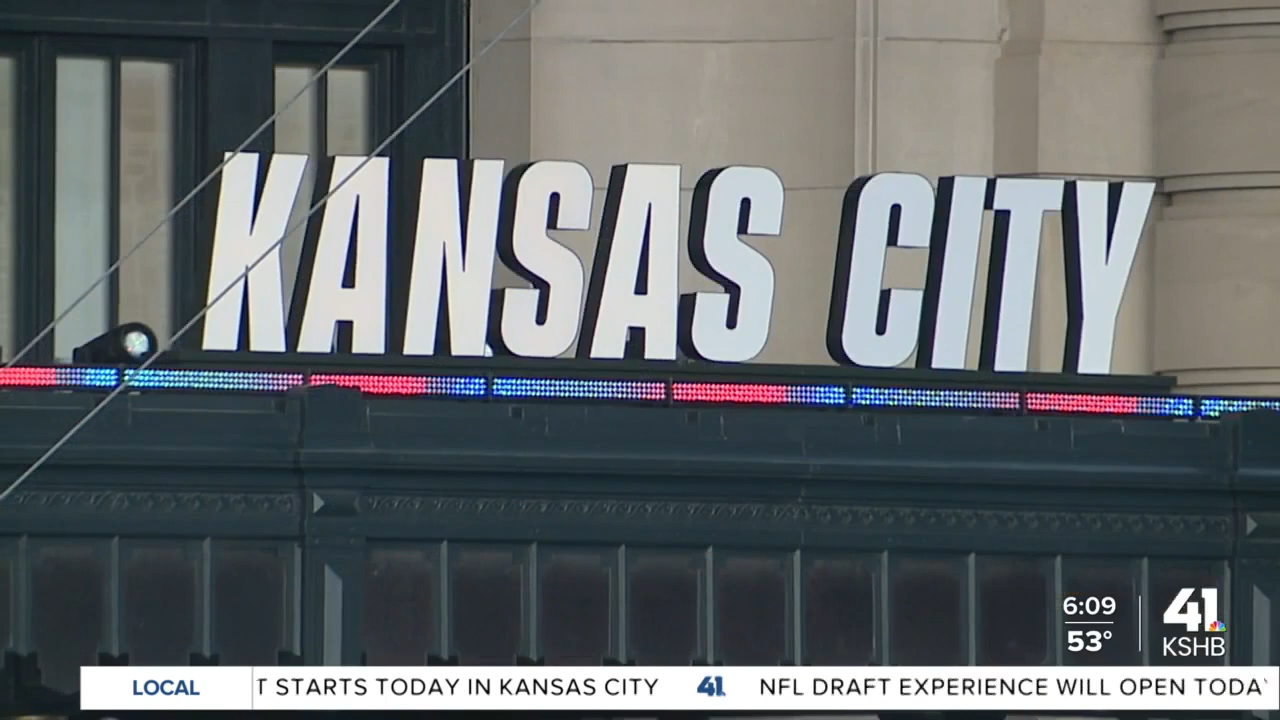 KANSAS CITY
6:09
53°
41
KSHB
LOCAL
T STARTS TODAY IN KANSAS CITY 41 NFL DRAFT EXPERIENCE WILL OPEN TODA